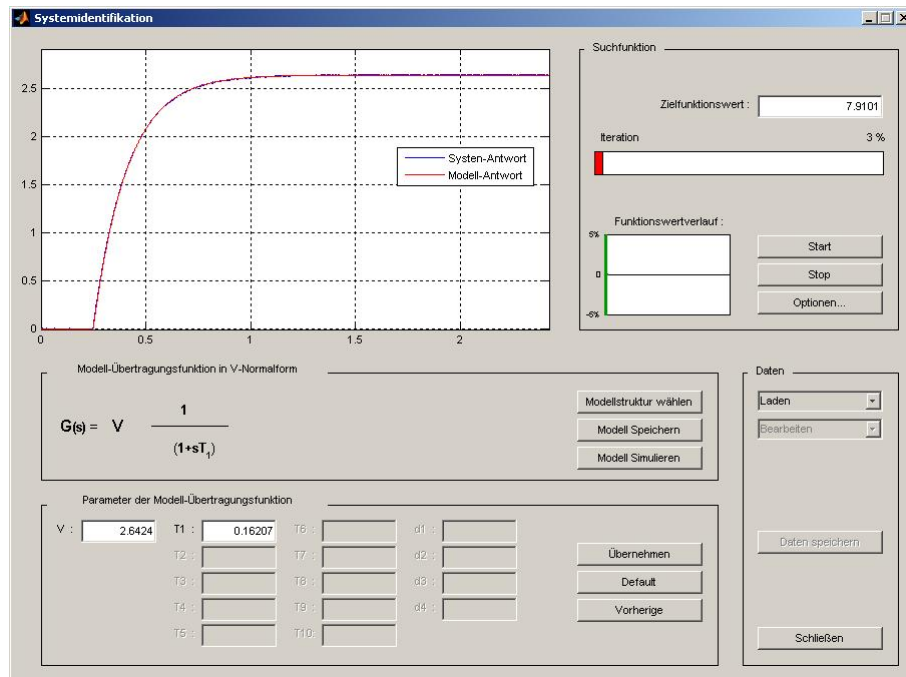 Systemidentifikation
2.5
2
1.5
1
0.5
0
0 0.5 1 1.5 2
Systen-Antwort
Modell-Antwort
Suchfunktion
Zielfunktionswert : 7.9101
Iteration 3 %
Funktionswertverlauf :
5%
0
-5%
Start
Stop
Optionen...
Modell-Übertragungsfunktion in V-Normform
G(s) = V 1
(1+sT1)
Modellstruktur wählen
Modell Speichern
Modell Simulieren
Daten
Laden
Bearbeiten
Daten speichern
Schließen
Parameter der Modell-Übertragungsfunktion
V : 2.6424 T1 : 0.16207 T6 : d1 :
T2 : T7 : d2 :
T3 : T8 : d3 :
T4 : T9 : d4 :
T5 : T10:
Übernehmen
Default
Vorherige